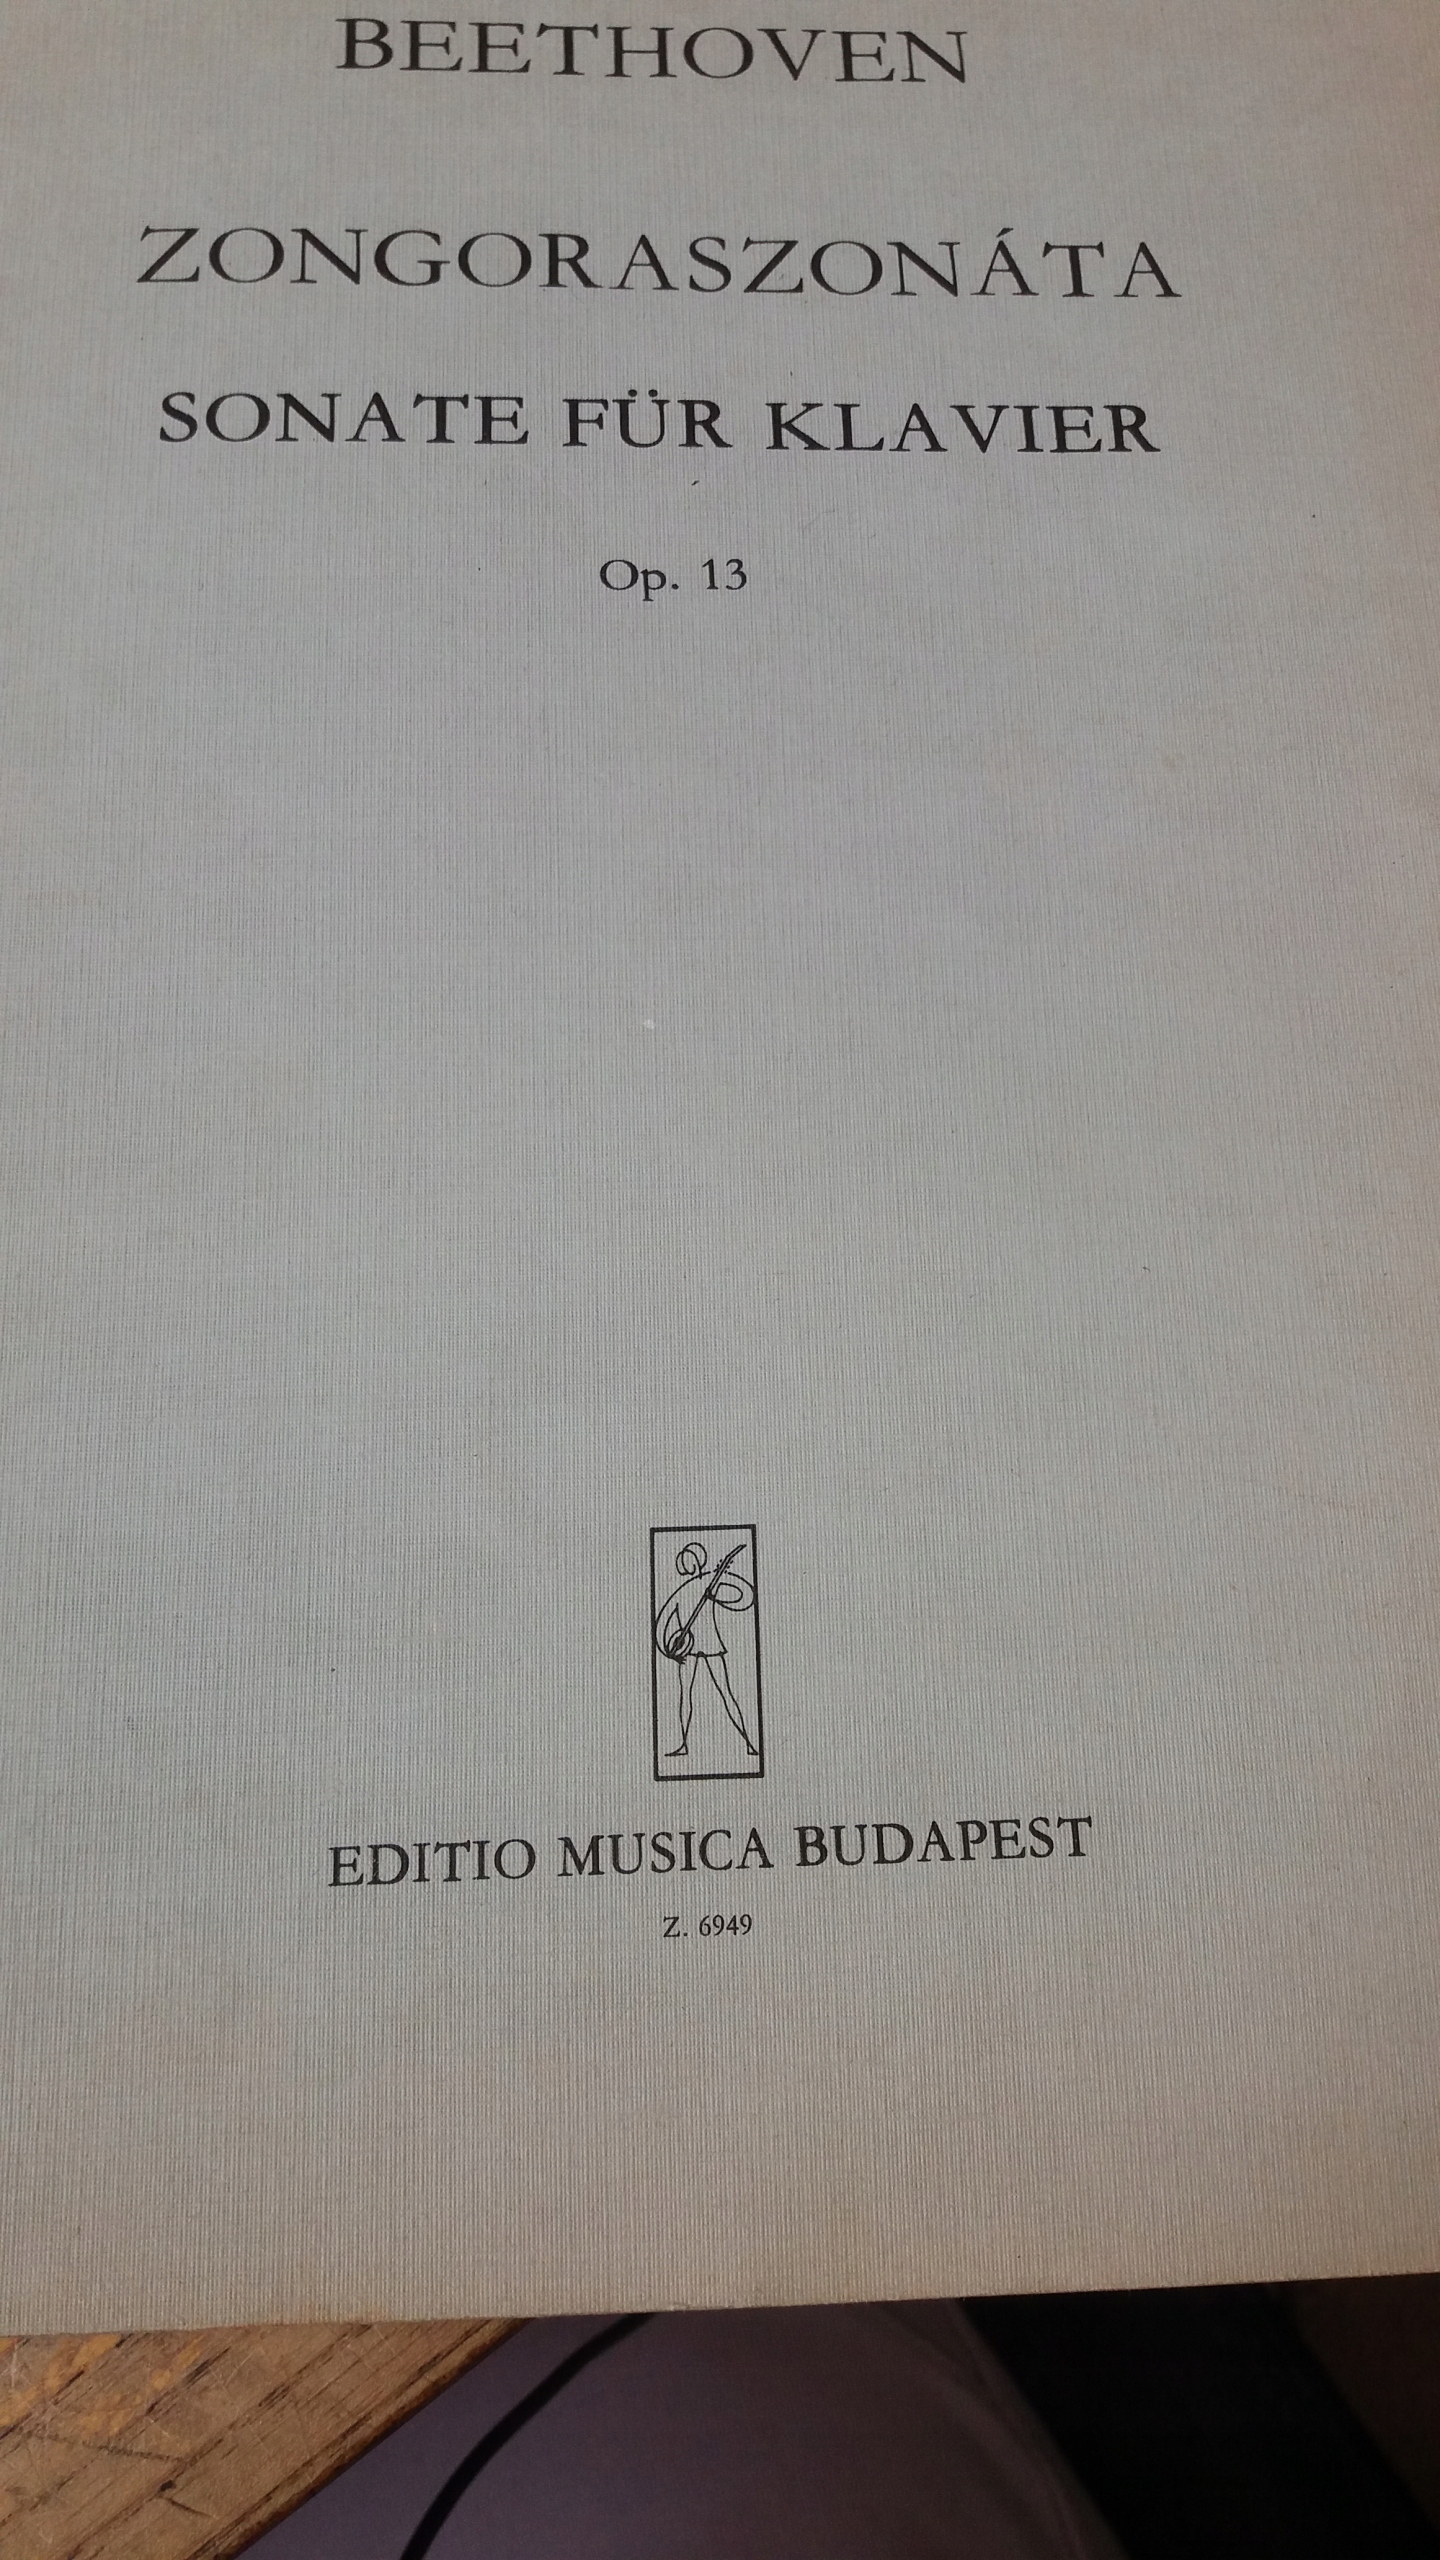 BEETHOVEN
ZONGORASZONÁTA
SONATE FÜR KLAVIER
Op. 13
EDITIO MUSICA BUDAPEST
Z. 6949